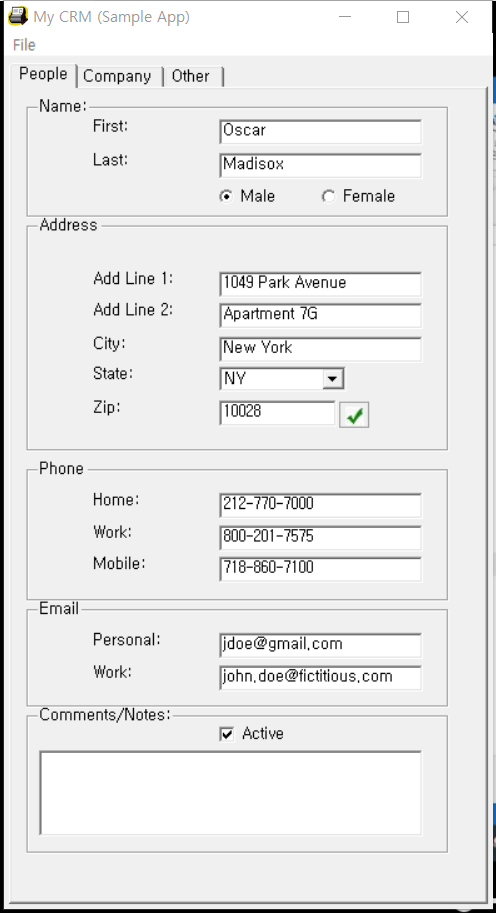 My CRM (Sample App)
File
People Company Other
Name:
First: Oscar
Last: Madisox
Male Female
Address
Add Line 1: 1049 Park Avenue
Add Line 2: Apartment 7G
City: New York
State: NY
Zip: 10028
Phone
Home: 212-770-7000
Work: 800-201-7575
Mobile: 718-860-7100
Email
Personal: jdoe@gmail.com
Work: john.doe@fictitious.com
Comments/Notes:
Active